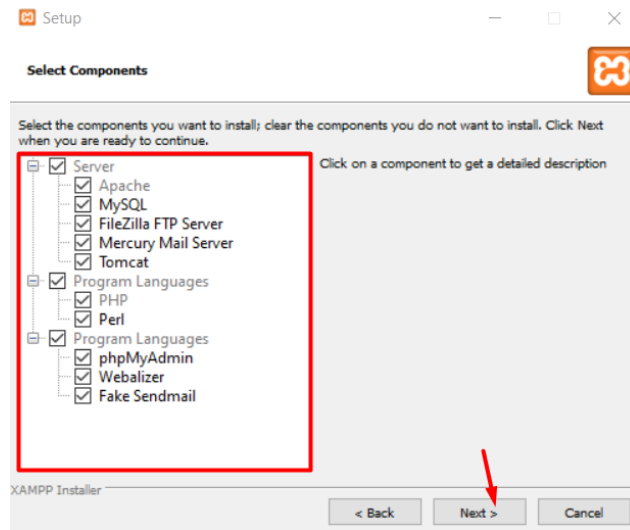 Setup
Select Components
Select the components you want to install; clear the components you do not want to install. Click Next
when you are ready to continue.
Server
Apache
MySQL
FileZilla FTP Server
Mercury Mail Server
Tomcat
Program Languages
PHP
Perl
Program Languages
phpMyAdmin
Webalizer
Fake Sendmail
Click on a component to get a detailed description
XAMPP Installer
< Back
Next >
Cancel